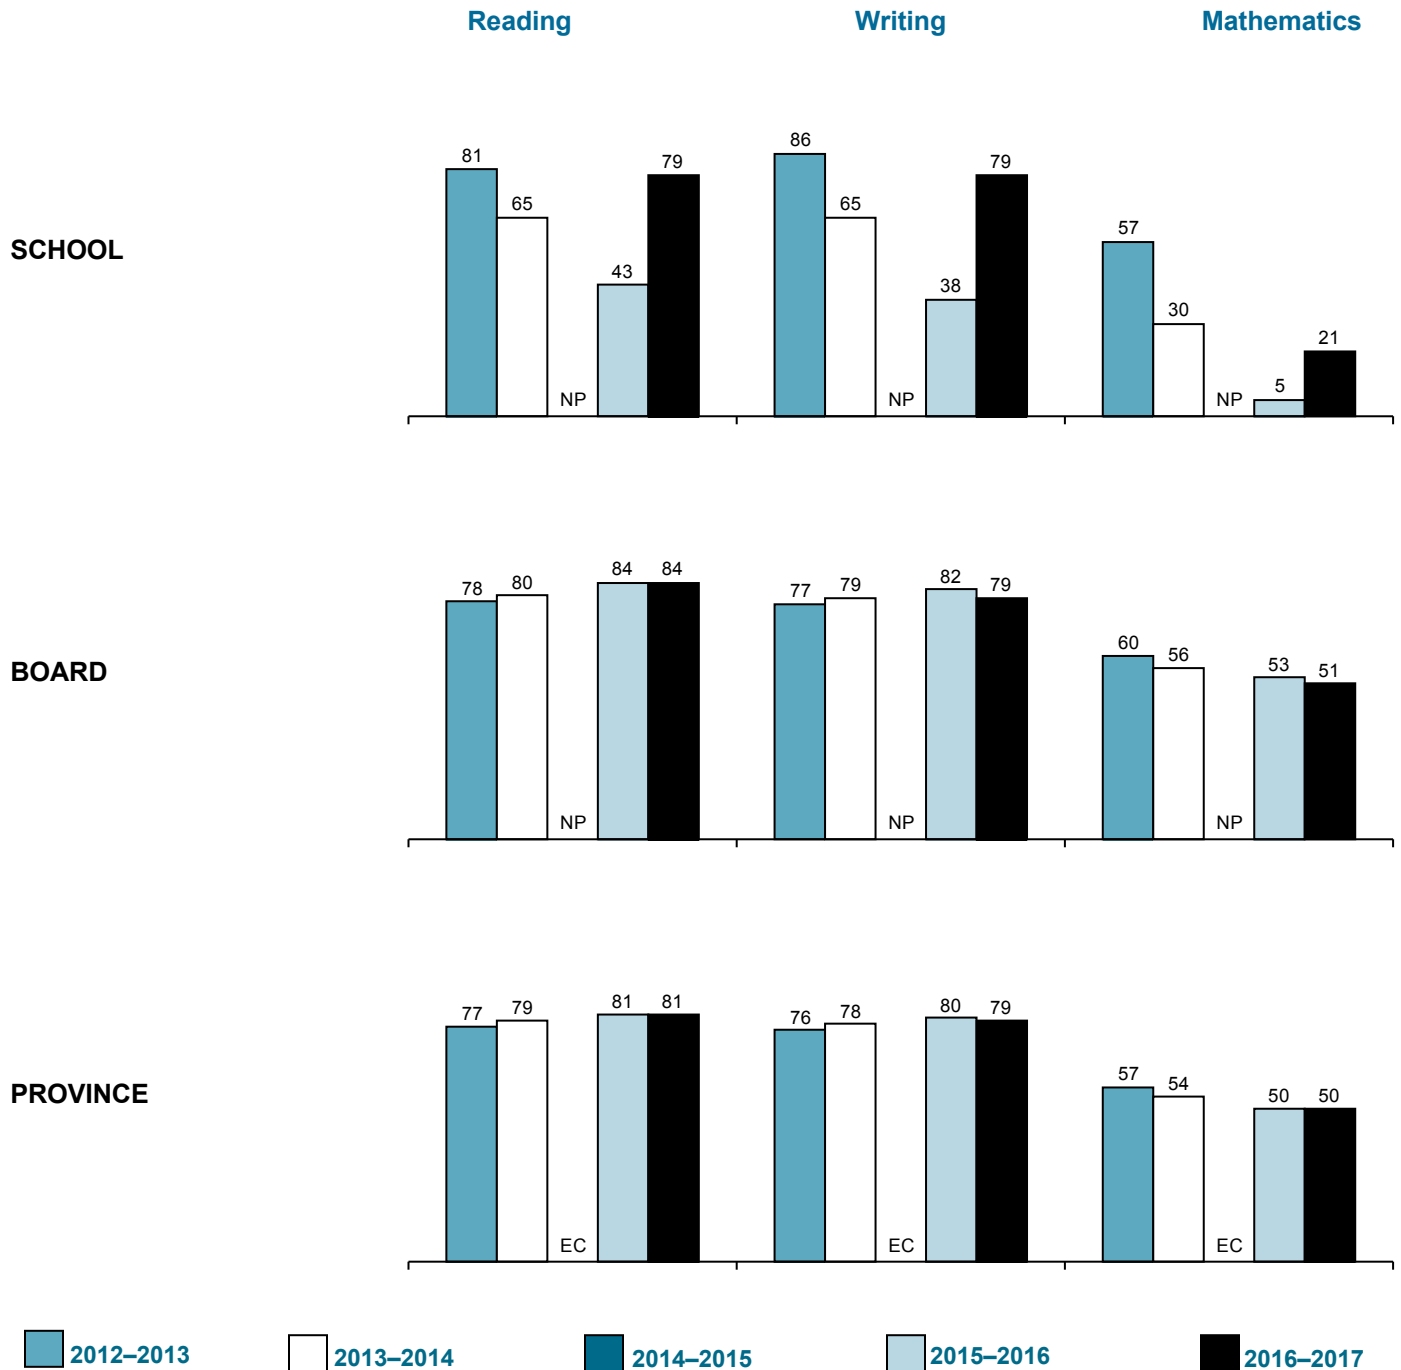 Reading Writing Mathematics
SCHOOL
81 65 NP 43 79 86 65 NP 38 79 57 30 NP 5 21
BOARD
78 80 NP 84 84 77 79 NP 82 79 60 56 NP 53 51
PROVINCE
77 79 EC 81 81 76 78 EC 80 79 57 54 EC 50 50
2012–2013 2013–2014 2014–2015 2015–2016 2016–2017